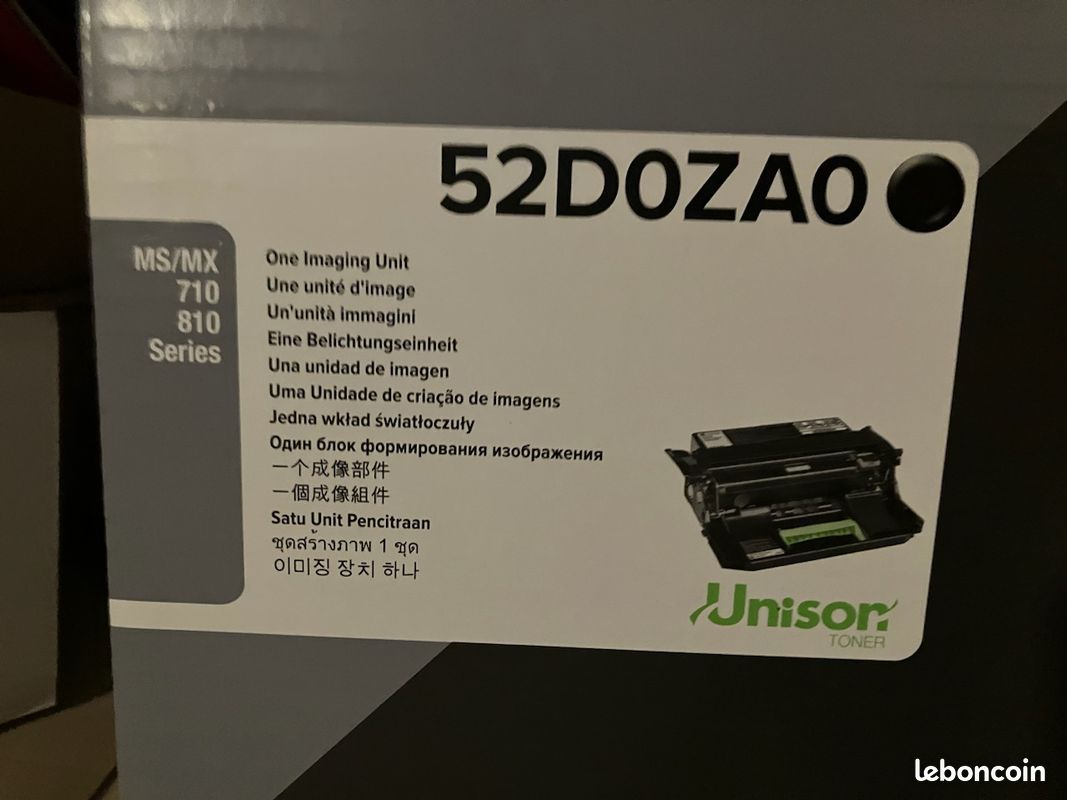 52D0ZA0
MS/MX
710
810
Series
One Imaging Unit
Une unité d'image
Un'unità immagini
Eine Belichtungseinheit
Una unidad de imagen
Uma Unidade de criação de imagens
Jedna wkład światłoczuły
Один блок формирования изображения
一个成像部件
一個成像組件
Satu Unit Pencitraan
ชุดสร้างภาพ 1 ชุด
이미징 장치 하나
Unison
TONER
leboncoin